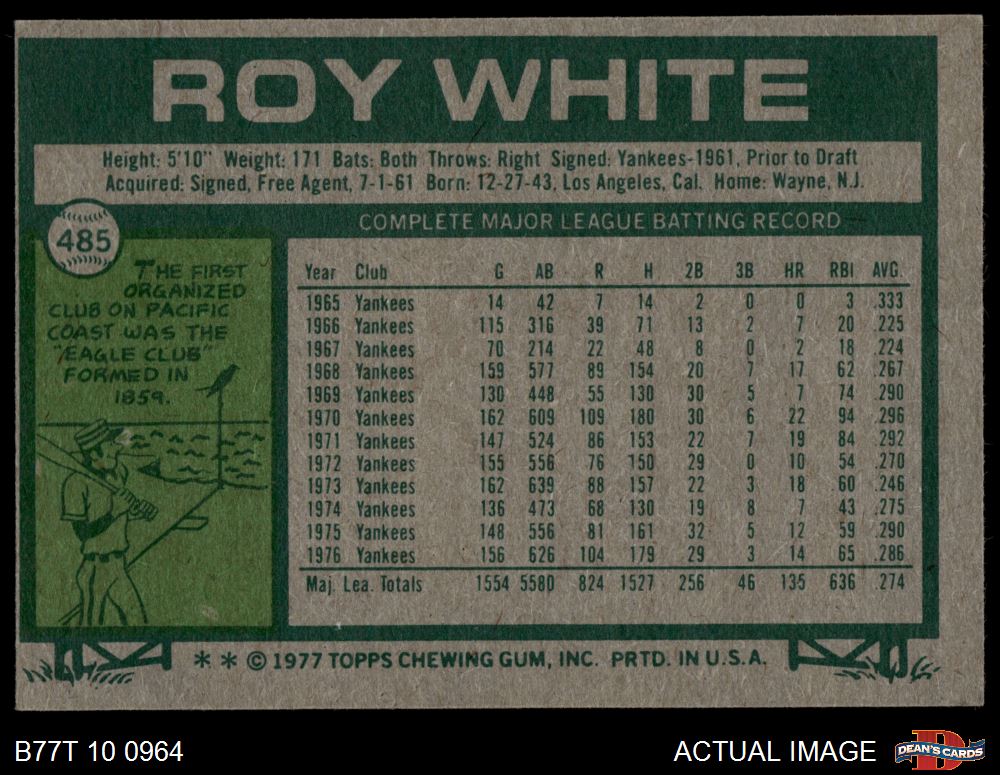 ROY WHITE
Height: 5'10" Weight: 171 Bats: Both Throws: Right Signed: Yankees-1961, Prior to Draft
Acquired: Signed, Free Agent, 7-1-61 Born: 12-27-43, Los Angeles, Cal. Home: Wayne, N.J.
485
THE FIRST
ORGANIZED
CLUB ON PACIFIC
COAST WAS THE
"EAGLE CLUB"
FORMED IN
1859.
COMPLETE MAJOR LEAGUE BATTING RECORD
Year Club G AB R H 2B 3B HR RBI AVG.
1965 Yankees 14 42 7 14 2 0 0 3 .333
1966 Yankees 115 316 39 71 13 2 7 20 .225
1967 Yankees 70 214 22 48 8 0 2 18 .224
1968 Yankees 159 577 89 154 20 7 17 62 .267
1969 Yankees 130 448 55 130 30 5 7 74 .290
1970 Yankees 162 609 109 180 30 6 22 94 .296
1971 Yankees 147 524 86 153 22 7 19 84 .292
1972 Yankees 155 556 76 150 29 0 10 54 .270
1973 Yankees 162 639 88 157 22 3 18 60 .246
1974 Yankees 136 473 68 130 19 8 7 43 .275
1975 Yankees 148 556 81 161 32 5 12 59 .290
1976 Yankees 156 626 104 179 29 3 14 65 .286
Maj. Lea. Totals 1554 5580 824 1527 256 46 135 636 .274
* * © 1977 TOPPS CHEWING GUM, INC. PRTD. IN U.S.A.
B77T 10 0964
ACTUAL IMAGE
D
DEAN'S CARDS